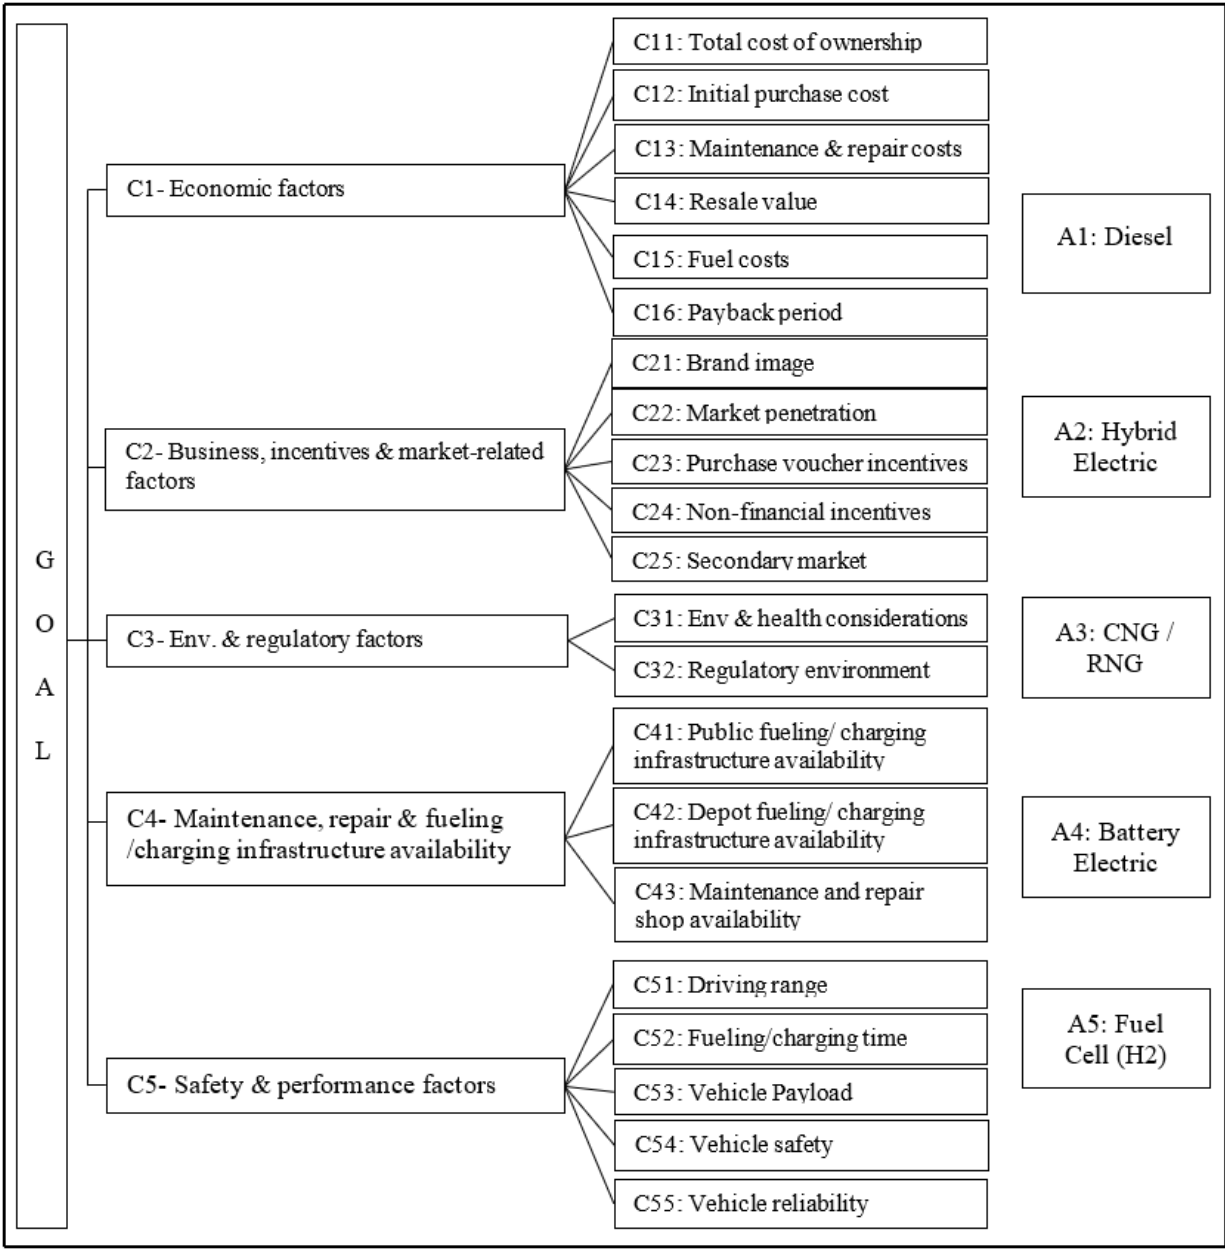 G
O
A
L
C1- Economic factors
C11: Total cost of ownership
C12: Initial purchase cost
C13: Maintenance & repair costs
C14: Resale value
C15: Fuel costs
C16: Payback period
C2- Business, incentives & market-related
factors
C21: Brand image
C22: Market penetration
C23: Purchase voucher incentives
C24: Non-financial incentives
C25: Secondary market
C3- Env. & regulatory factors
C31: Env & health considerations
C32: Regulatory environment
C4- Maintenance, repair & fueling
/charging infrastructure availability
C41: Public fueling/ charging
infrastructure availability
C42: Depot fueling/ charging
infrastructure availability
C43: Maintenance and repair
shop availability
C5- Safety & performance factors
C51: Driving range
C52: Fueling/charging time
C53: Vehicle Payload
C54: Vehicle safety
C55: Vehicle reliability
A1: Diesel
A2: Hybrid
Electric
A3: CNG /
RNG
A4: Battery
Electric
A5: Fuel
Cell (H2)